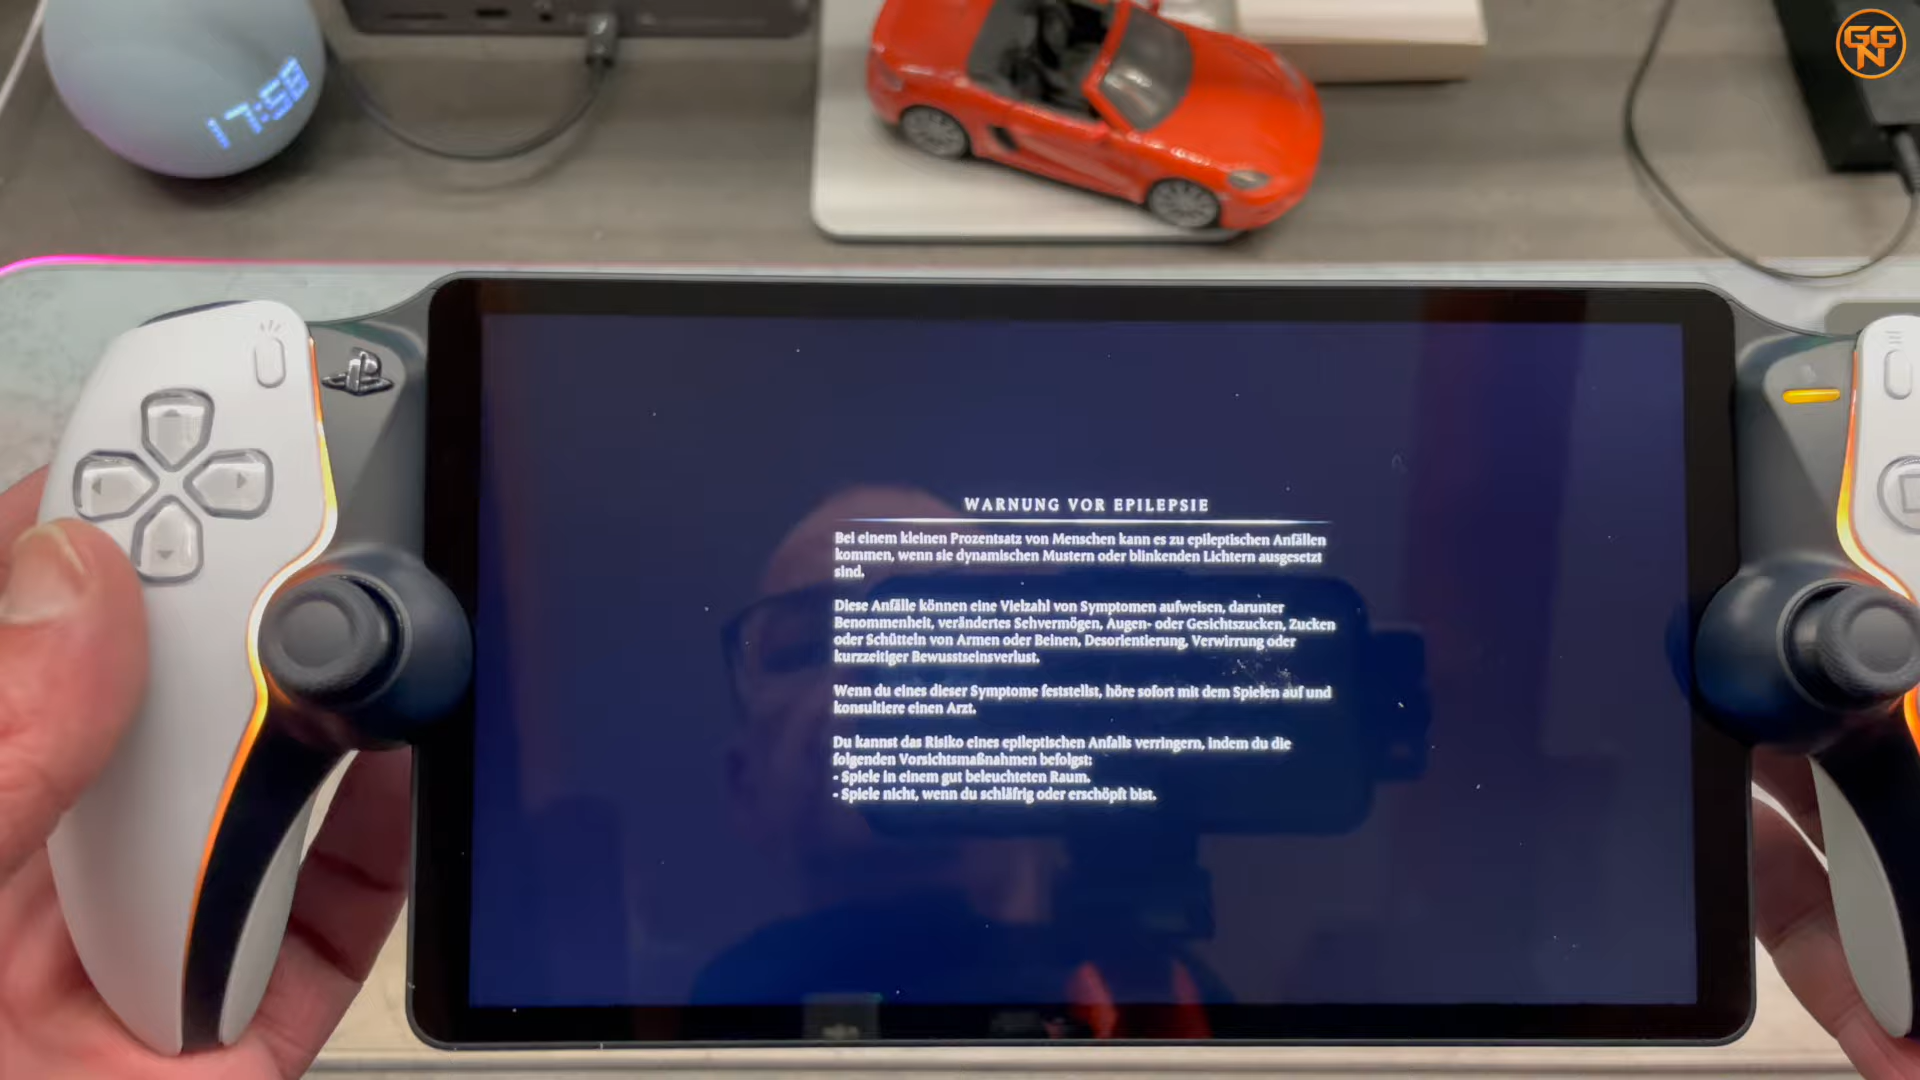 GGN
17:58
WARNUNG VOR EPILEPSIE
Bei einem kleinen Prozentsatz von Menschen kann es zu epileptischen Anfällen
kommen, wenn sie dynamischen Mustern oder blinkenden Lichtern ausgesetzt
sind.
Diese Anfälle können eine Vielzahl von Symptomen aufweisen, darunter
Benommenheit, verändertes Sehvermögen, Augen- oder Gesichtszucken, Zucken
oder Schütteln von Armen oder Beinen, Desorientierung, Verwirrung oder
kurzzeitiger Bewusstseinsverlust.
Wenn du eines dieser Symptome feststellst, höre sofort mit dem Spielen auf und
konsultiere einen Arzt.
Du kannst das Risiko eines epileptischen Anfalls verringern, indem du die
folgenden Vorsichtsmaßnahmen befolgst:
- Spiele in einem gut beleuchteten Raum.
- Spiele nicht, wenn du schläfrig oder erschöpft bist.